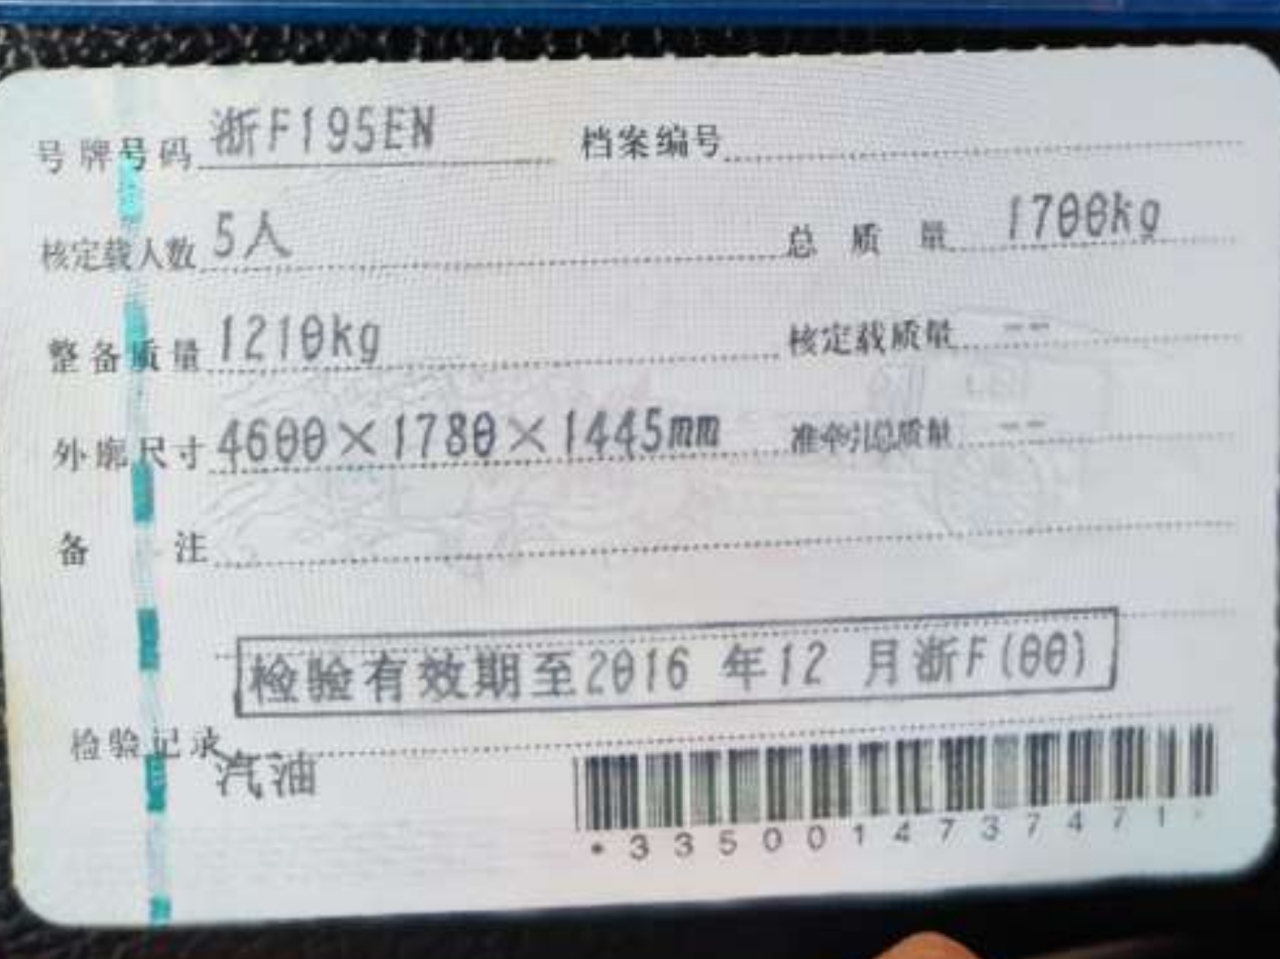 号牌号码 浙F195EN 档案编号
核定载人数 5人 总质量 1700kg
整备质量 1210kg 核定载质量 --
外廓尺寸 4600×1780×1445mm 准牵引总质量 --
备注
检验有效期至2016 年12 月浙F(00)
检验记录
汽油
*3350014737471*